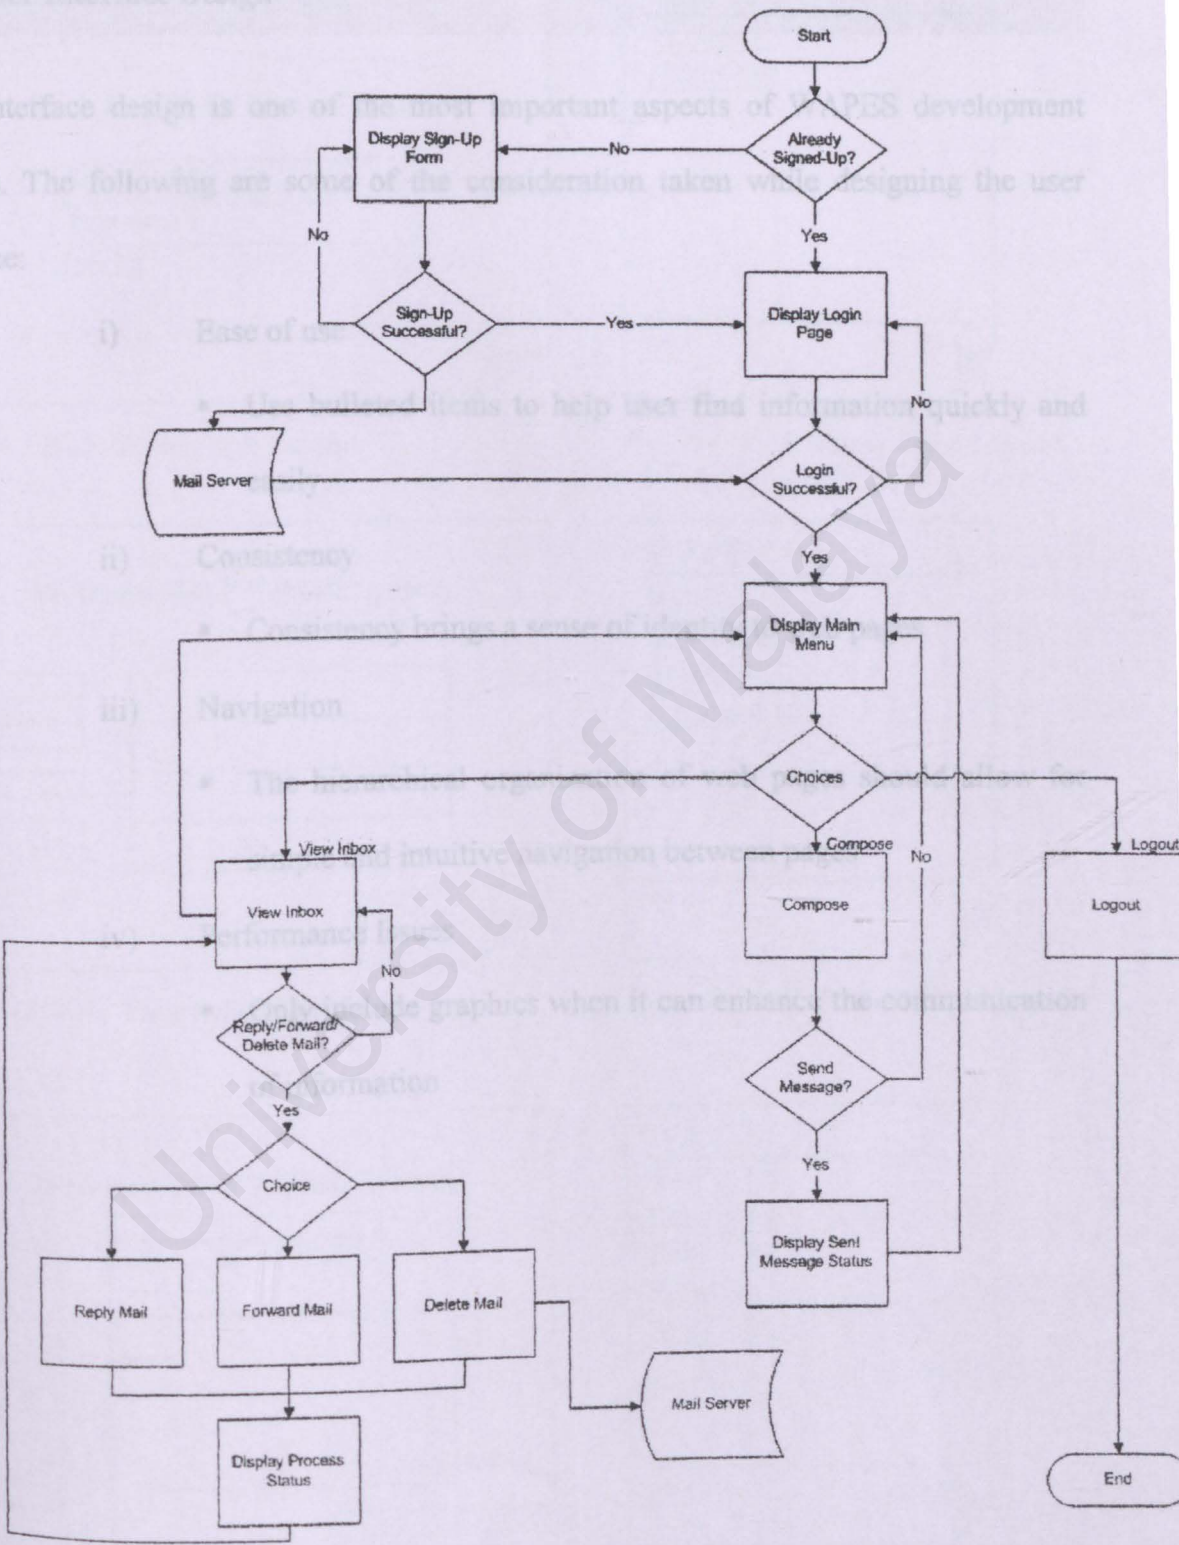 Start
nterface design is one of the most important aspects of WAPES development
Display Sign-Up
Form
No
Already
Signed-Up?
The following are some of the consideration taken while designing the user
No
Yes
Sign-Up
Successful?
Yes
Display Login
Page
i) Ease of use
No
• Use bulleted items to help user find information quickly and
easily
Mail Server
Login
Successful?
ii) Consistency
Yes
• Consistency brings a sense of pages
Display Main
Menu
iii) Navigation
• The hierarchical organisation of web pages should allow for
Choices
View Inbox
Compose
No
Logout
simple and intuitive navigation between pages
View Inbox
Compose
Logout
iv) Performance Issues
No
• Only include graphics when it can enhance the communication
Reply/Forward/
Delete Mail?
of information
Send
Message?
Yes
Yes
Choice
Display Sent
Message Status
Reply Mail
Forward Mail
Delete Mail
Mail Server
Display Process
Status
End
University of Malaya